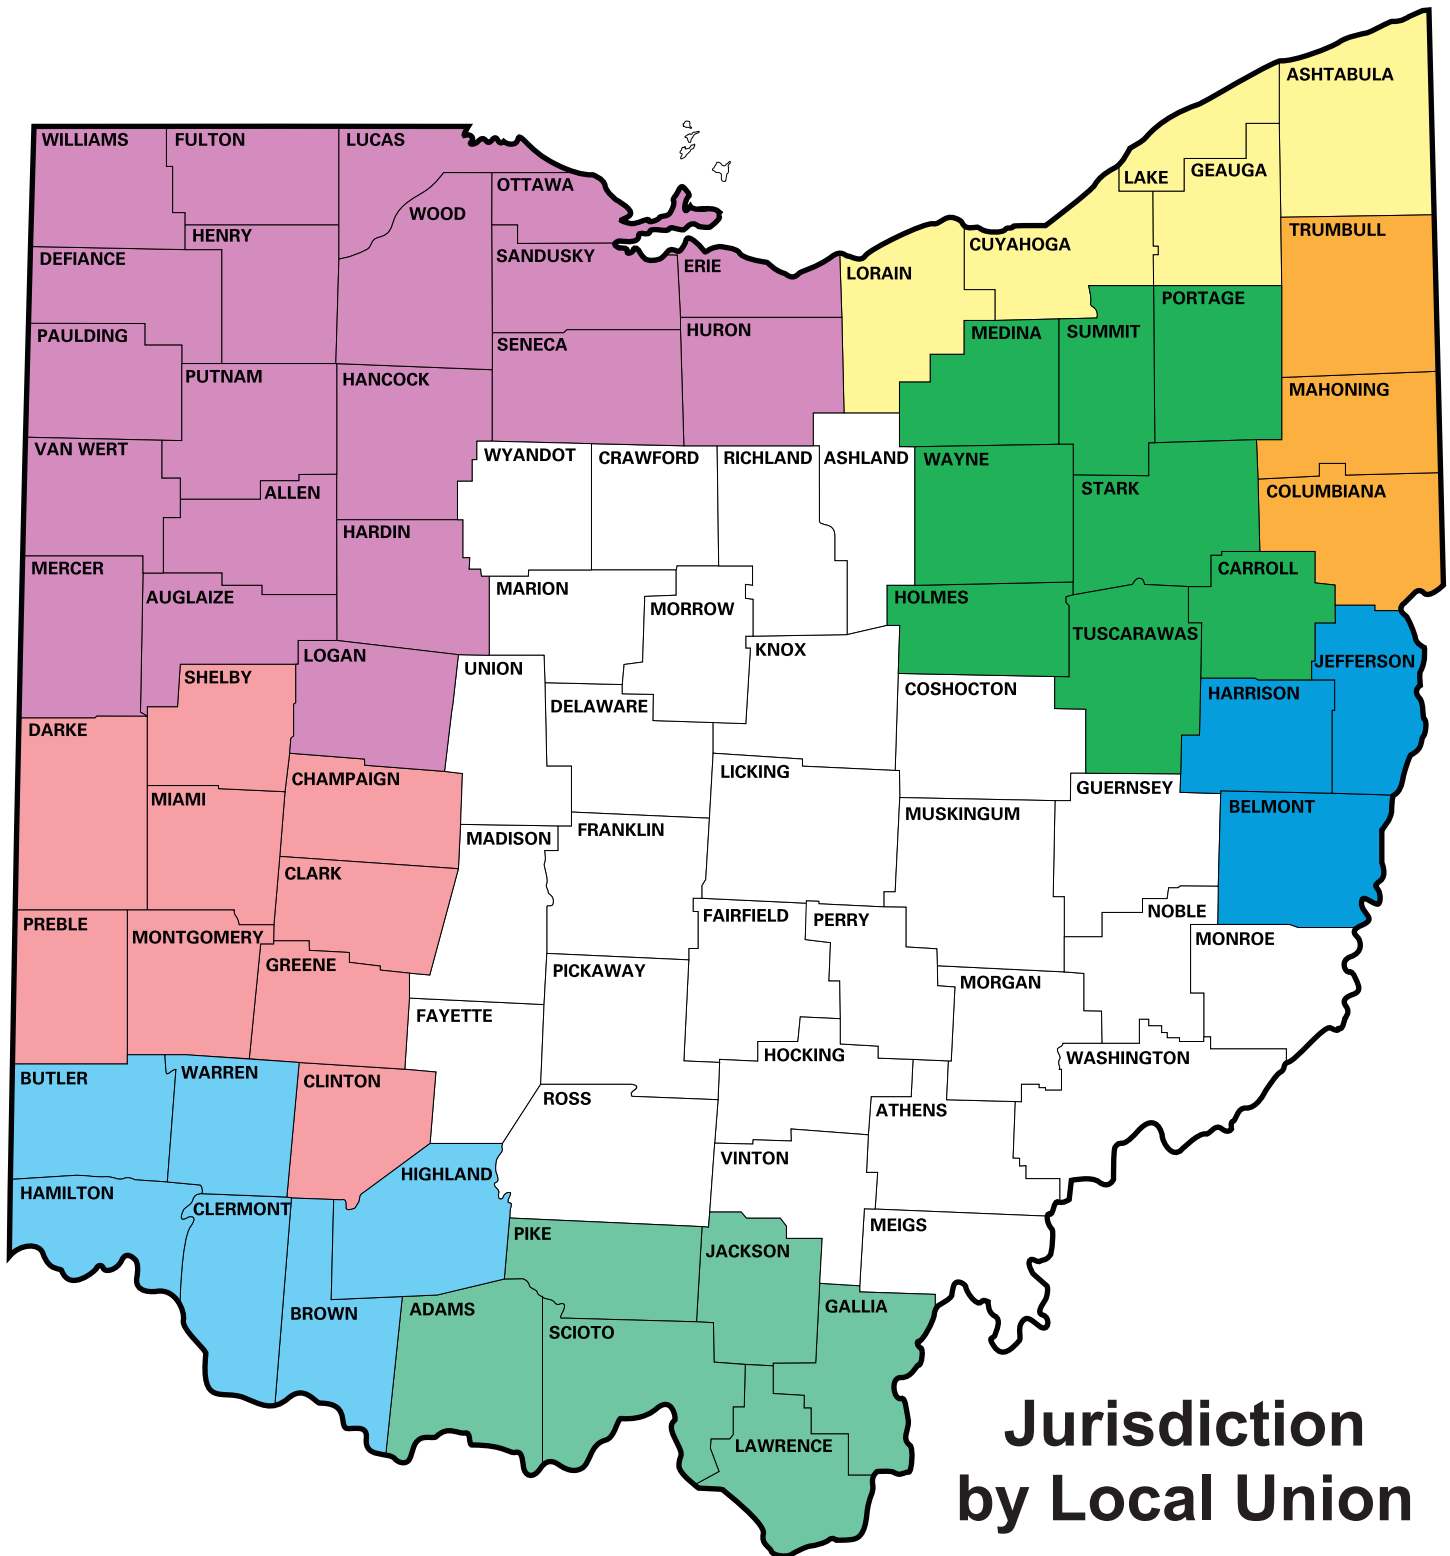 ASHTABULA
WILLIAMS
FULTON
LUCAS
LAKE
GEAUGA
OTTAWA
WOOD
TRUMBULL
HENRY
CUYAHOGA
DEFIANCE
SANDUSKY
ERIE
LORAIN
PORTAGE
PAULDING
HURON
MEDINA
SUMMIT
SENECA
PUTNAM
HANCOCK
MAHONING
VAN WERT
WYANDOT
CRAWFORD
RICHLAND
ASHLAND
WAYNE
STARK
COLUMBIANA
ALLEN
HARDIN
MERCER
CARROLL
AUGLAIZE
MARION
MORROW
HOLMES
TUSCARAWAS
LOGAN
UNION
KNOX
JEFFERSON
SHELBY
DELAWARE
COSHOCTON
HARRISON
DARKE
CHAMPAIGN
LICKING
GUERNSEY
MIAMI
MUSKINGUM
BELMONT
MADISON
FRANKLIN
CLARK
PREBLE
MONTGOMERY
FAIRFIELD
PERRY
NOBLE
MONROE
GREENE
PICKAWAY
MORGAN
FAYETTE
HOCKING
WASHINGTON
BUTLER
WARREN
CLINTON
ROSS
ATHENS
VINTON
HIGHLAND
HAMILTON
CLERMONT
PIKE
JACKSON
MEIGS
BROWN
ADAMS
GALLIA
SCIOTO
LAWRENCE
Jurisdiction
by Local Union